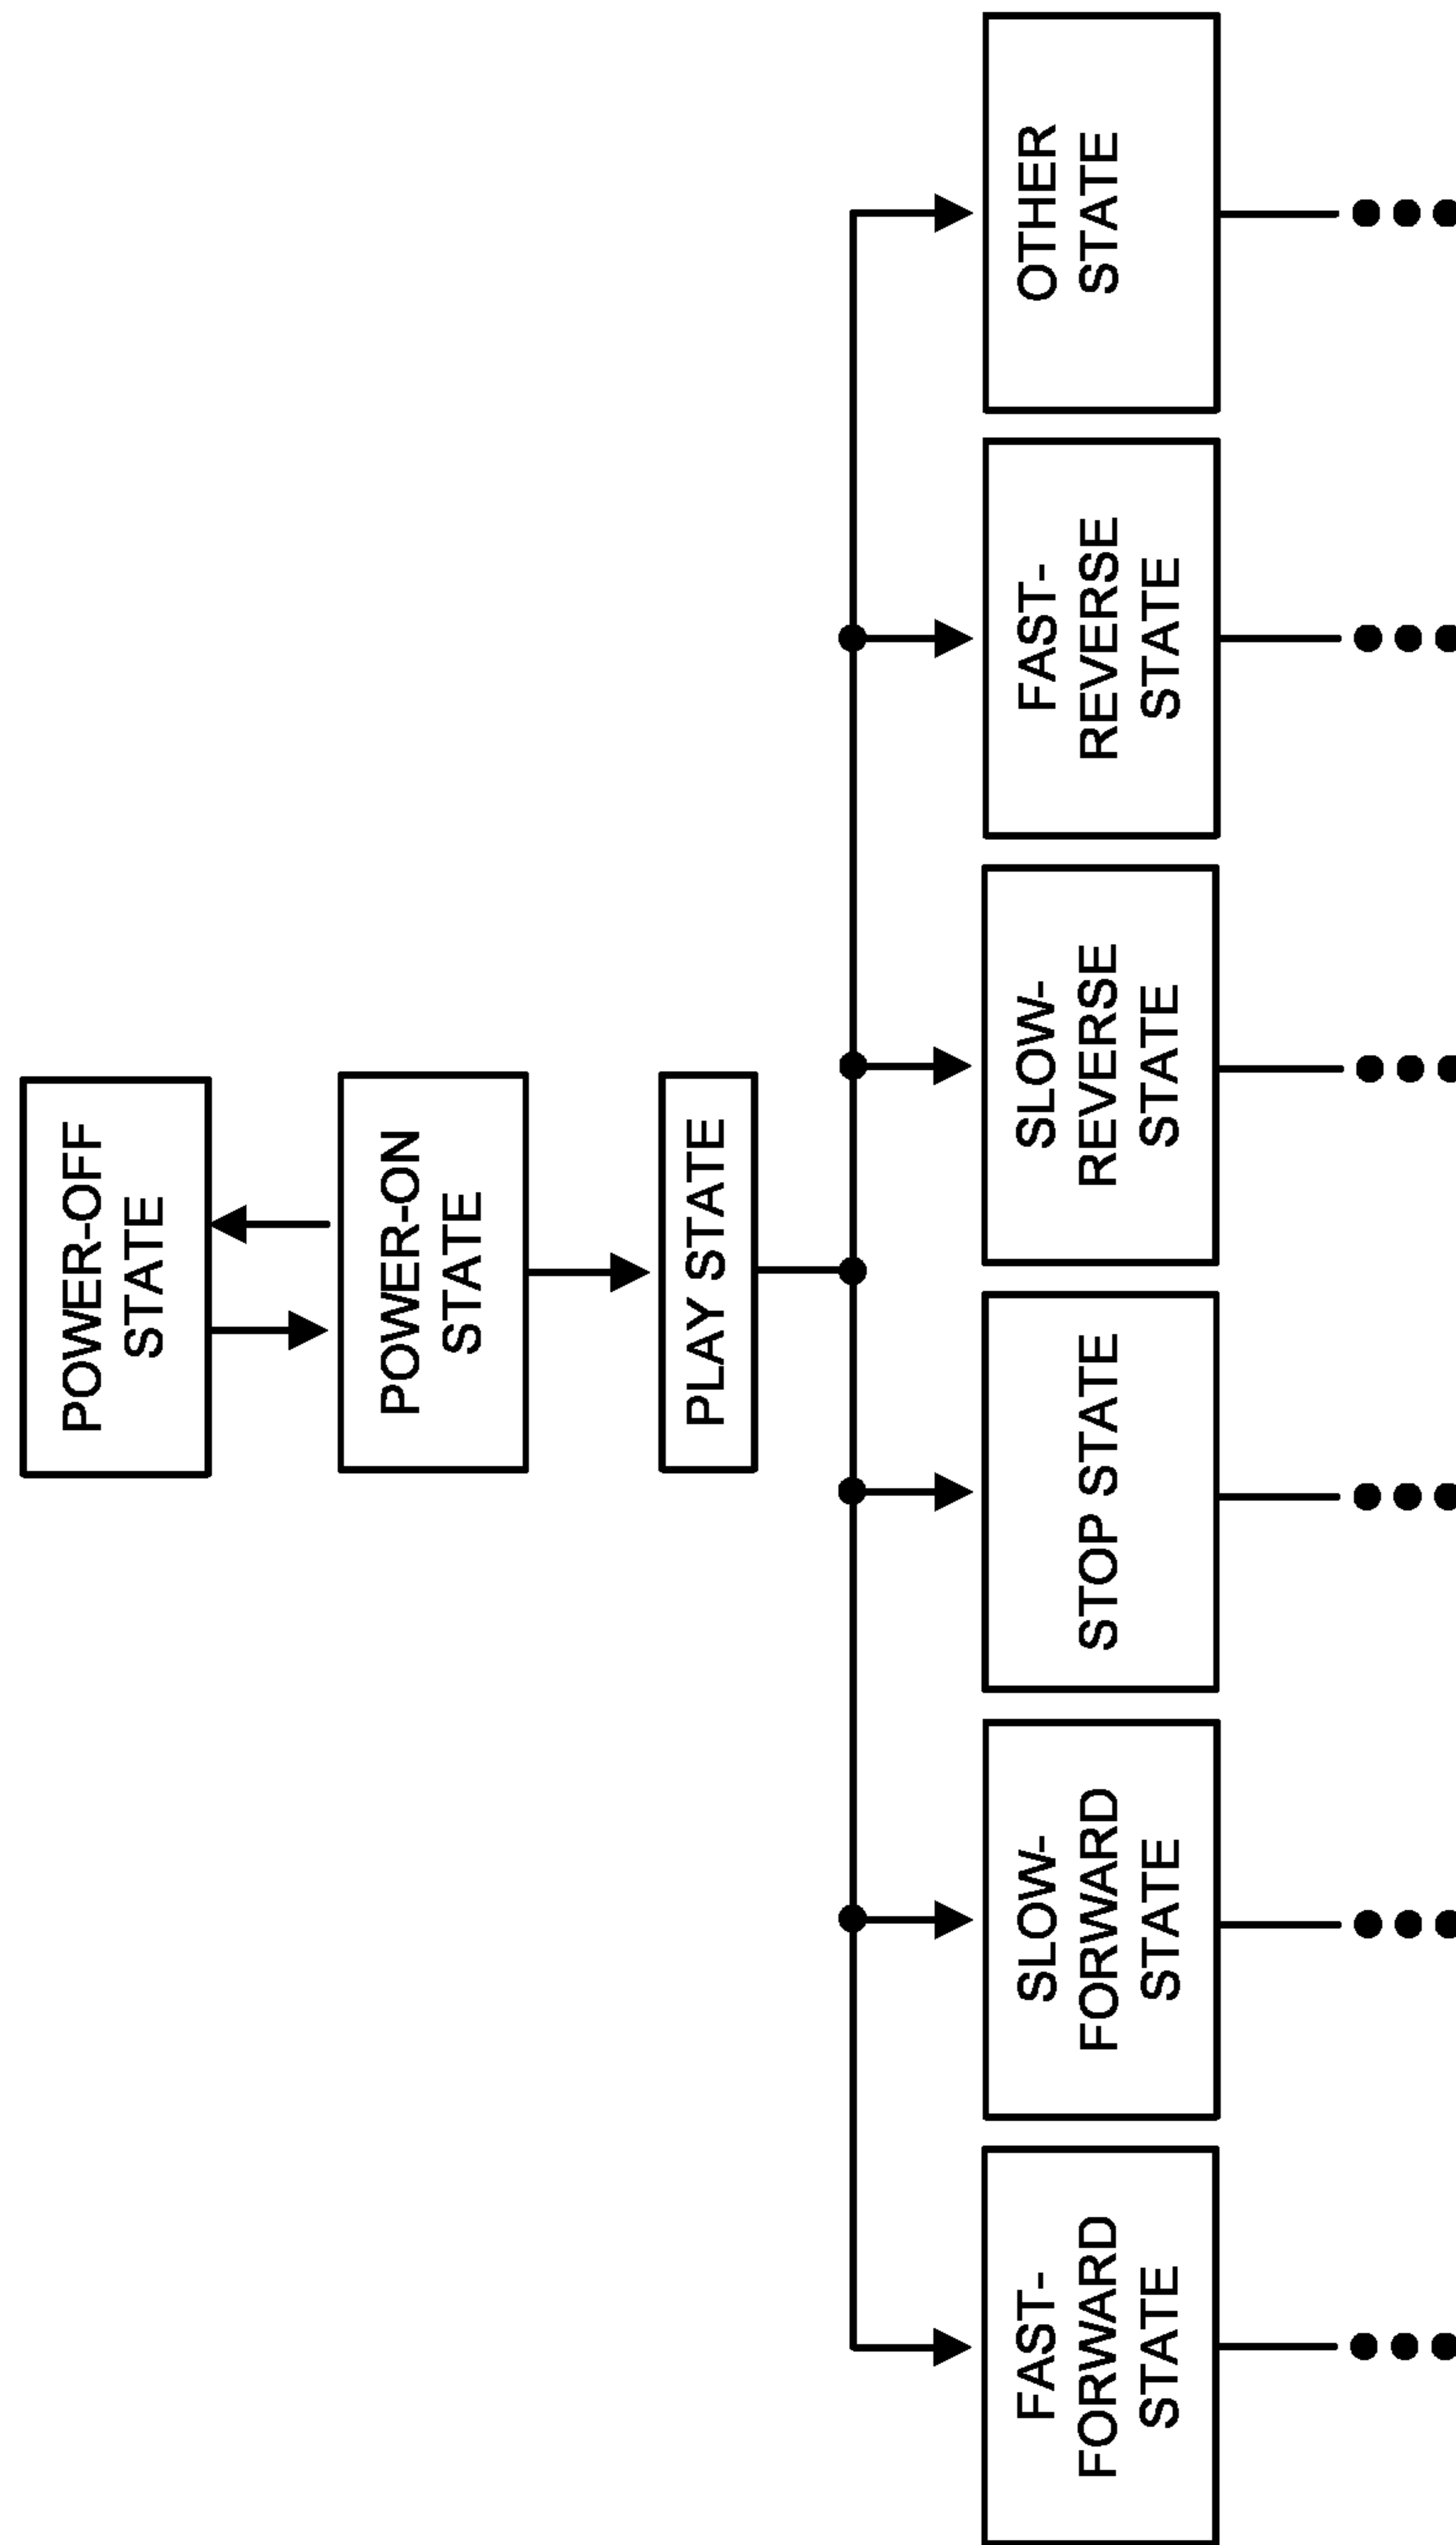 POWER-OFF
STATE
POWER-ON
STATE
PLAY STATE
FAST-
FORWARD
STATE
SLOW-
FORWARD
STATE
STOP STATE
SLOW-
REVERSE
STATE
FAST-
REVERSE
STATE
OTHER
STATE